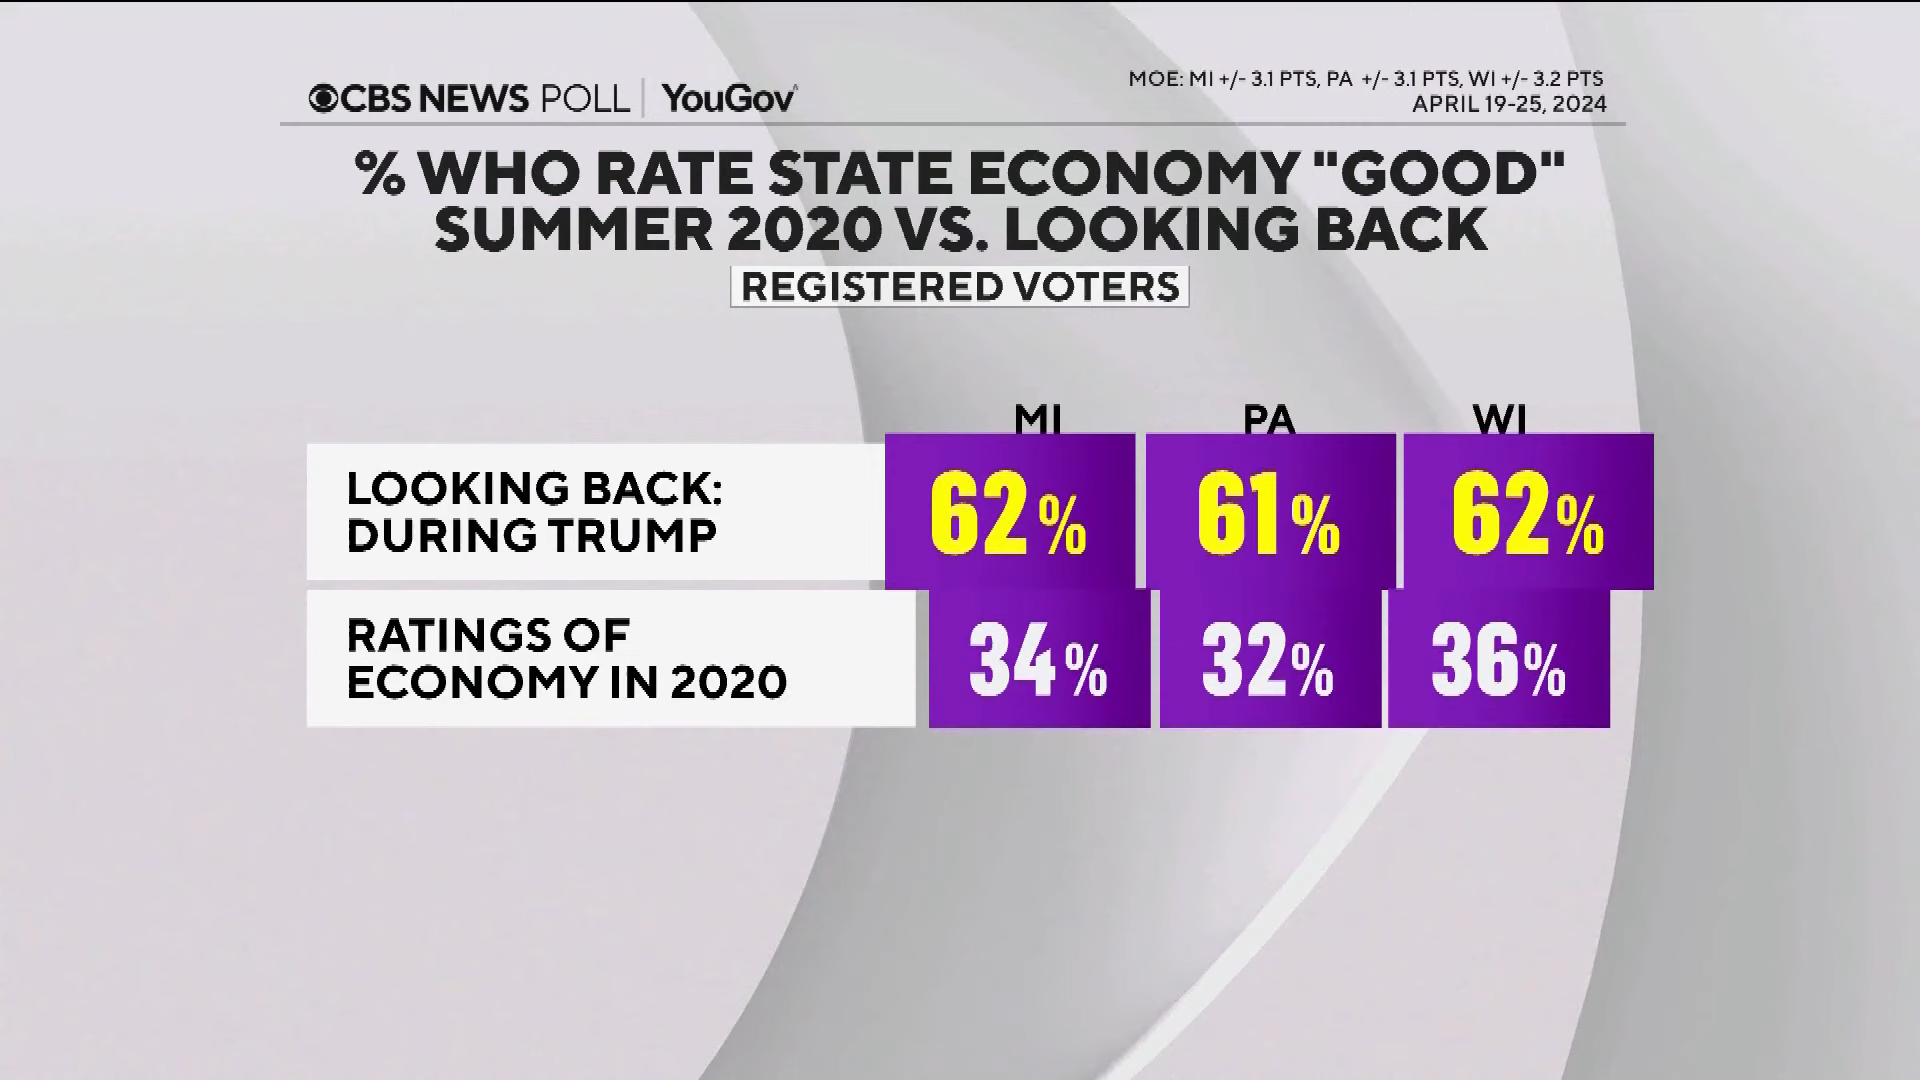 CBS NEWS POLL | YouGov
MOE: MI +/- 3.1 PTS, PA +/- 3.1 PTS, WI +/- 3.2 PTS
APRIL 19-25, 2024
% WHO RATE STATE ECONOMY "GOOD"
SUMMER 2020 VS. LOOKING BACK
REGISTERED VOTERS
MI PA WI
LOOKING BACK:
DURING TRUMP
62% 61% 62%
RATINGS OF
ECONOMY IN 2020
34% 32% 36%